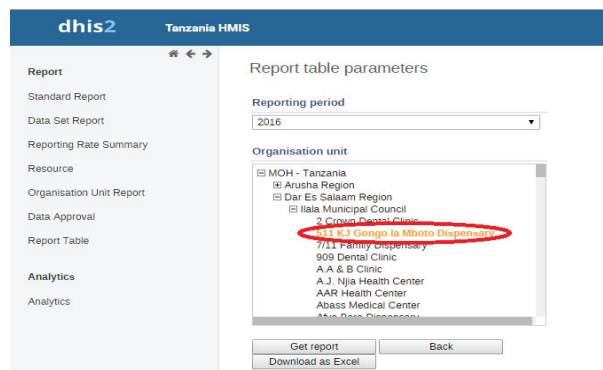 dhis2 Tanzania HMIS
Report
Standard Report
Data Set Report
Reporting Rate Summary
Resource
Organisation Unit Report
Data Approval
Report Table
Analytics
Analytics
Report table parameters
Reporting period
2016
Organisation unit
MOH - Tanzania
Arusha Region
Dar Es Salaam Region
Ilala Municipal Council
2 Crown Dental Clinic
511 KJ Gongo la Mboto Dispensary
7/11 Family Dispensary
909 Dental Clinic
A.A & B Clinic
A.J. Njia Health Center
AAR Health Center
Abass Medical Center
Get report Back
Download as Excel